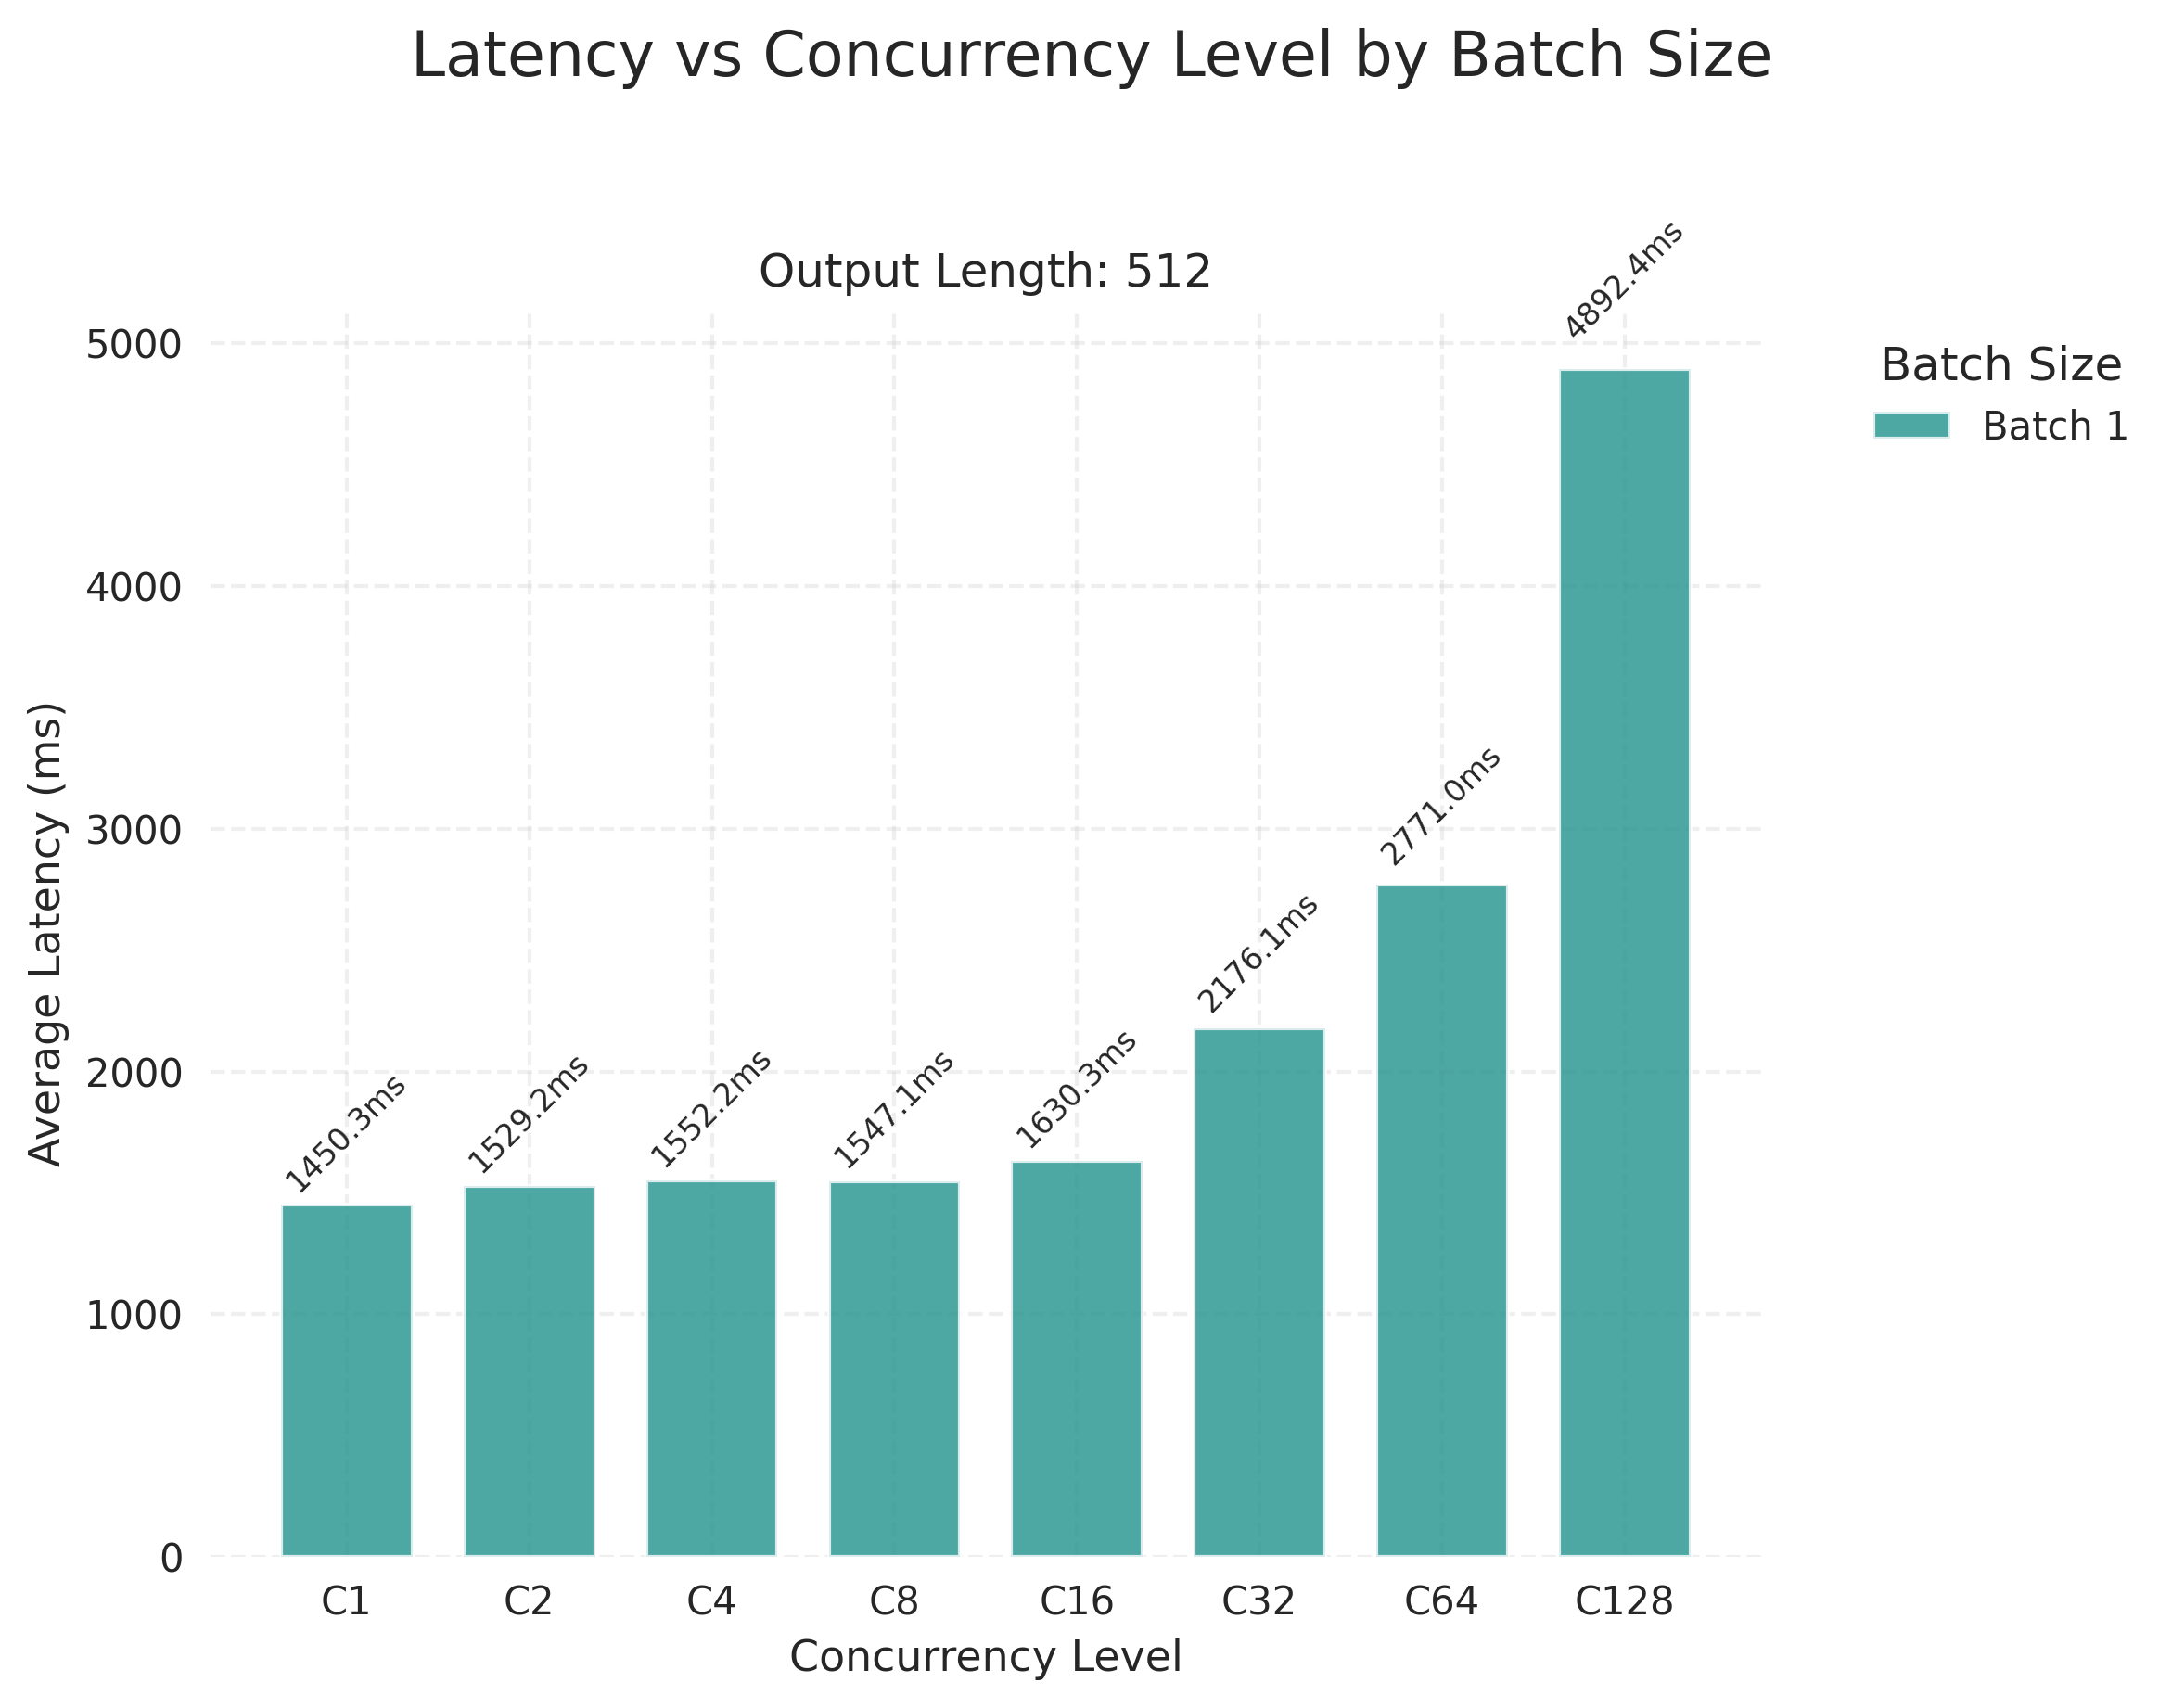 Latency vs Concurrency Level by Batch Size
Output Length: 512
Batch Size
Batch 1
Average Latency (ms)
5000
4000
3000
2000
1000
0
1450.3ms
1529.2ms
1552.2ms
1547.1ms
1630.3ms
2176.1ms
2771.0ms
4892.4ms
C1
C2
C4
C8
C16
C32
C64
C128
Concurrency Level